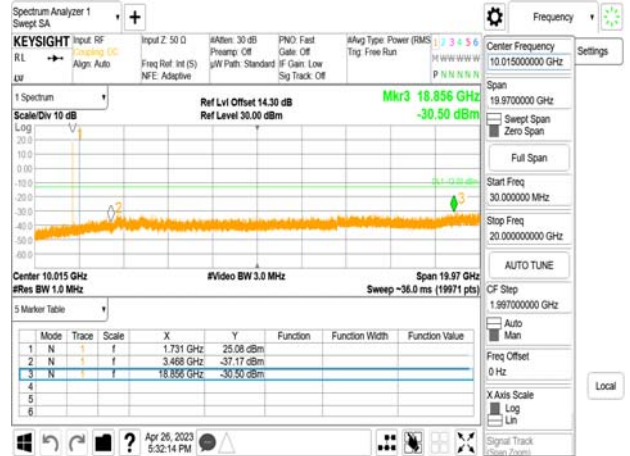 Spectrum Analyzer 1
Swept SA
+
Frequency
KEYSIGHT Input: RF Input Z: 50 Ω #Atten: 30 dB PNO: Fast #Avg Type: Power (RMS 1 2 3 4 5 6
RL Coupling: DC Preamp: Off Gate: Off Trig: Free Run M W W W W W
Align: Auto Freq Ref: Int (S) µW Path: Standard IF Gain: Low
NFE: Adaptive Sig Track: Off P N N N N N
1 Spectrum
Ref Lvl Offset 14.30 dB
Mkr3 18.856 GHz
Scale/Div 10 dB
Ref Level 30.00 dBm
-30.50 dBm
Log
1
20.0
10.0
0.00
-10.0
-20.0
2
3
-40.0
-50.0
-60.0
Center 10.015 GHz #Video BW 3.0 MHz Span 19.97 GHz
#Res BW 1.0 MHz Sweep ~36.0 ms (19971 pts)
5 Marker Table
Mode Trace Scale X Y Function Function Width Function Value
1 N 1 f 1.731 GHz 25.08 dBm
2 N 1 f 3.468 GHz -37.17 dBm
3 N 1 f 18.856 GHz -30.50 dBm
4
5
6
?
Apr 26, 2023
5:32:14 PM
Center Frequency
10.015000000 GHz
Settings
Span
19.9700000 GHz
Swept Span
Zero Span
Full Span
Start Freq
30.000000 MHz
Stop Freq
20.000000000 GHz
AUTO TUNE
CF Step
1.997000000 GHz
Auto
Man
Freq Offset
0 Hz
Local
X Axis Scale
Log
Lin
Signal Track
(Span Zoom)